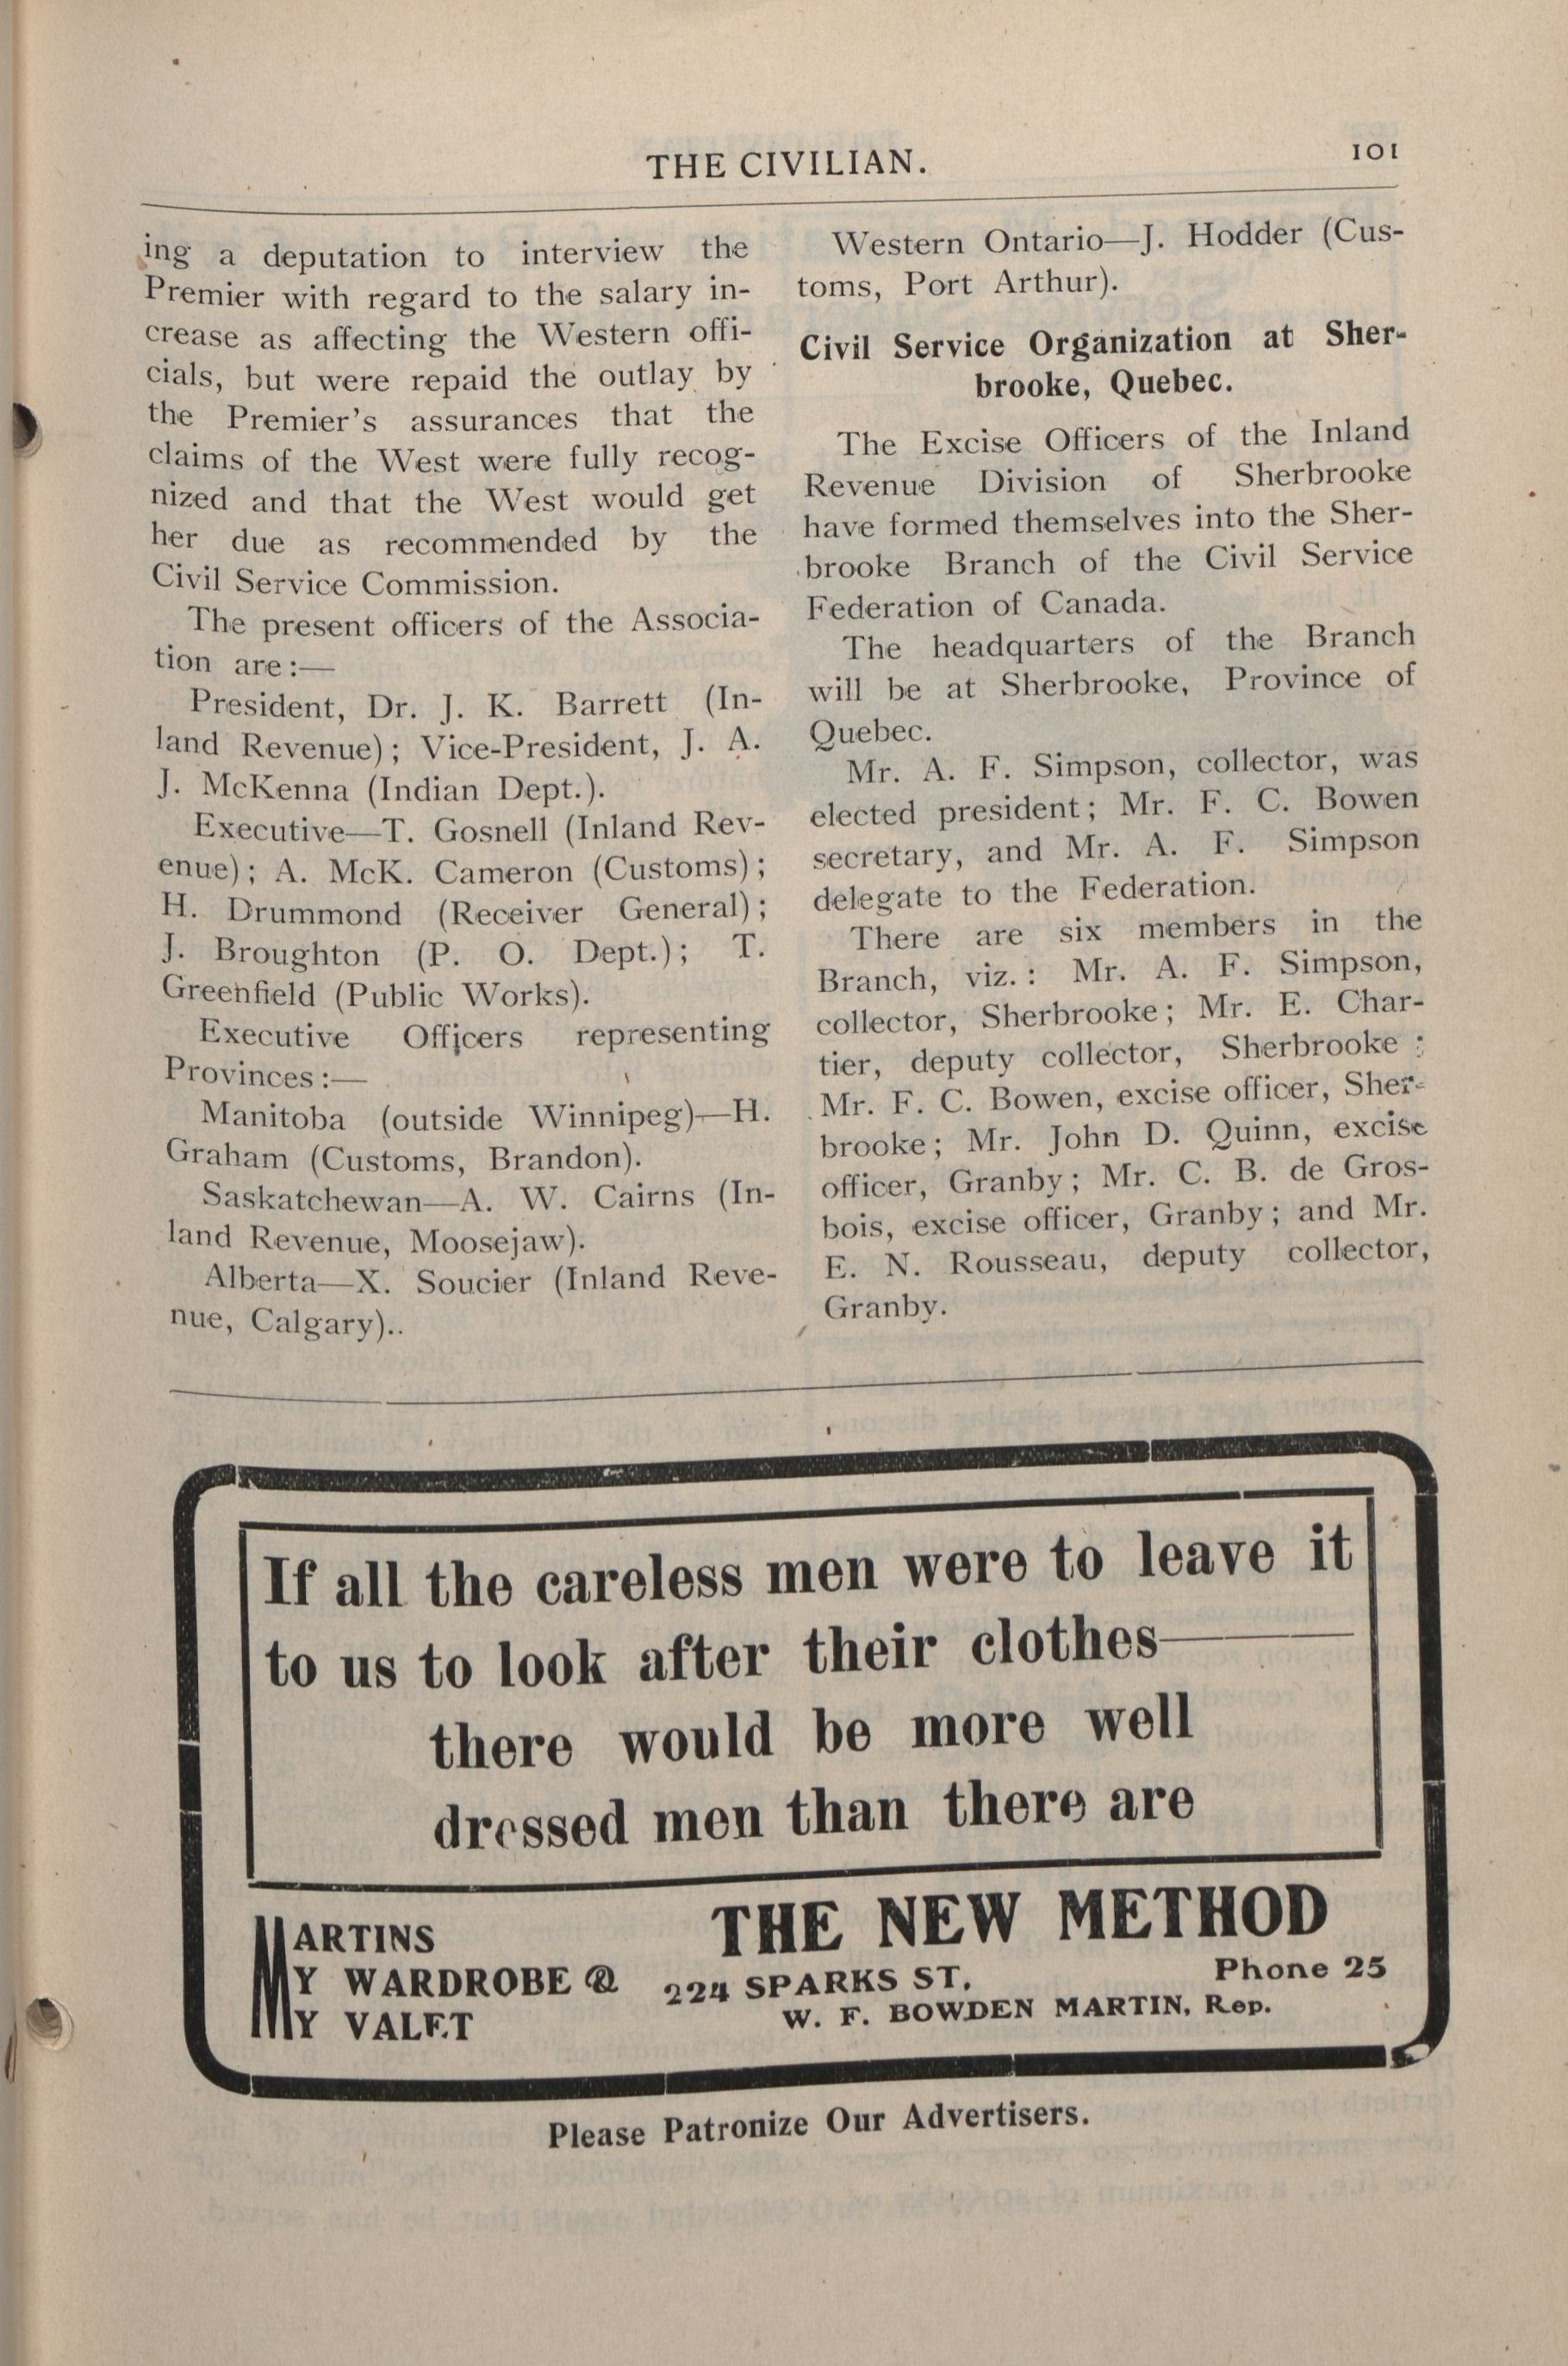 THE CIVILIAN.
101
ing a deputation to interview the
Premier with regard to the salary in-
crease as affecting the Western offi-
cials, but were repaid the outlay by
the Premier's assurances that the
claims of the West were fully recog-
nized and that the West would get
her due as recommended by the
Civil Service Commission.
The present officers of the Associa-
tion are:—
President, Dr. J. K. Barrett (In-
land Revenue); Vice-President, J. A.
J. McKenna (Indian Dept.).
Executive—T. Gosnell (Inland Rev-
enue); A. McK. Cameron (Customs);
H. Drummond (Receiver General);
J. Broughton (P. O. Dept.); T.
Greenfield (Public Works).
Executive Officers representing
Provinces:—
Manitoba (outside Winnipeg)—H.
Graham (Customs, Brandon).
Saskatchewan—A. W. Cairns (In-
land Revenue, Moosejaw).
Alberta—X. Soucier (Inland Reve-
nue, Calgary)..
Western Ontario—J. Hodder (Cus-
toms, Port Arthur).
Civil Service Organization at Sher-
brooke, Quebec.
The Excise Officers of the Inland
Revenue Division of Sherbrooke
have formed themselves into the Sher-
brooke Branch of the Civil Service
Federation of Canada.
The headquarters of the Branch
will be at Sherbrooke, Province of
Quebec.
Mr. A. F. Simpson, collector, was
elected president; Mr. F. C. Bowen
secretary, and Mr. A. F. Simpson
delegate to the Federation.
There are six members in the
Branch, viz.: Mr. A. F. Simpson,
collector, Sherbrooke; Mr. E. Char-
tier, deputy collector, Sherbrooke;
Mr. F. C. Bowen, excise officer, Sher-
brooke; Mr. John D. Quinn, excise
officer, Granby; Mr. C. B. de Gros-
bois, excise officer, Granby; and Mr.
E. N. Rousseau, deputy collector,
Granby.
If all the careless men were to leave it
to us to look after their clothes—
there would be more well
dressed men than there are
MARTINS
MY WARDROBE &
MY VALET
THE NEW METHOD
224 SPARKS ST. Phone 25
W. F. BOWDEN MARTIN, Rep.
Please Patronize Our Advertisers.